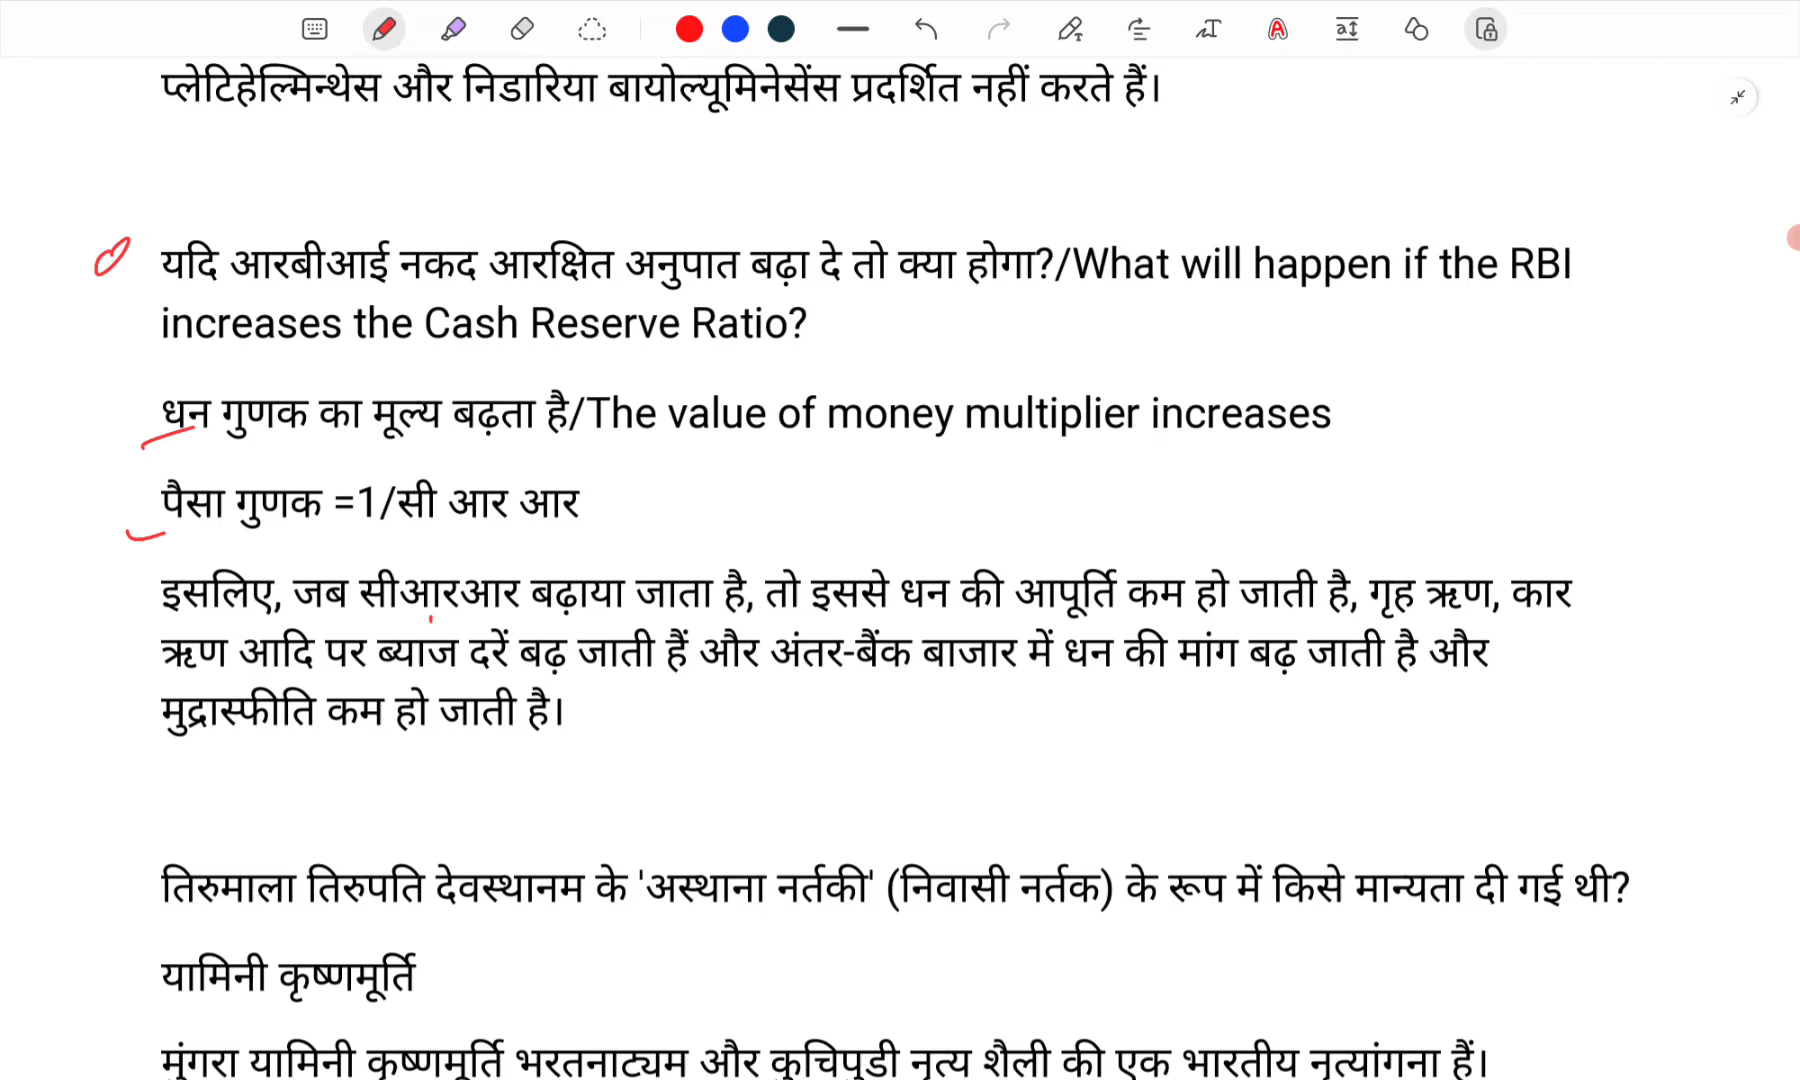 प्लेटिहेल्मिन्थेस और निडारिया बायोल्यूमिनेसेंस प्रदर्शित नहीं करते हैं।
यदि आरबीआई नकद आरक्षित अनुपात बढ़ा दे तो क्या होगा?/What will happen if the RBI
increases the Cash Reserve Ratio?
धन गुणक का मूल्य बढ़ता है/The value of money multiplier increases
पैसा गुणक =1/सी आर आर
इसलिए, जब सीआरआर बढ़ाया जाता है, तो इससे धन की आपूर्ति कम हो जाती है, गृह ऋण, कार
ऋण आदि पर ब्याज दरें बढ़ जाती हैं और अंतर-बैंक बाजार में धन की मांग बढ़ जाती है और
मुद्रास्फीति कम हो जाती है।
तिरुमाला तिरुपति देवस्थानम के 'अस्थाना नर्तकी' (निवासी नर्तक) के रूप में किसे मान्यता दी गई थी?
यामिनी कृष्णमूर्ति
मुंगरा यामिनी कृष्णमूर्ति भरतनाट्यम और कुचिपुडी नृत्य शैली की एक भारतीय नृत्यांगना हैं।